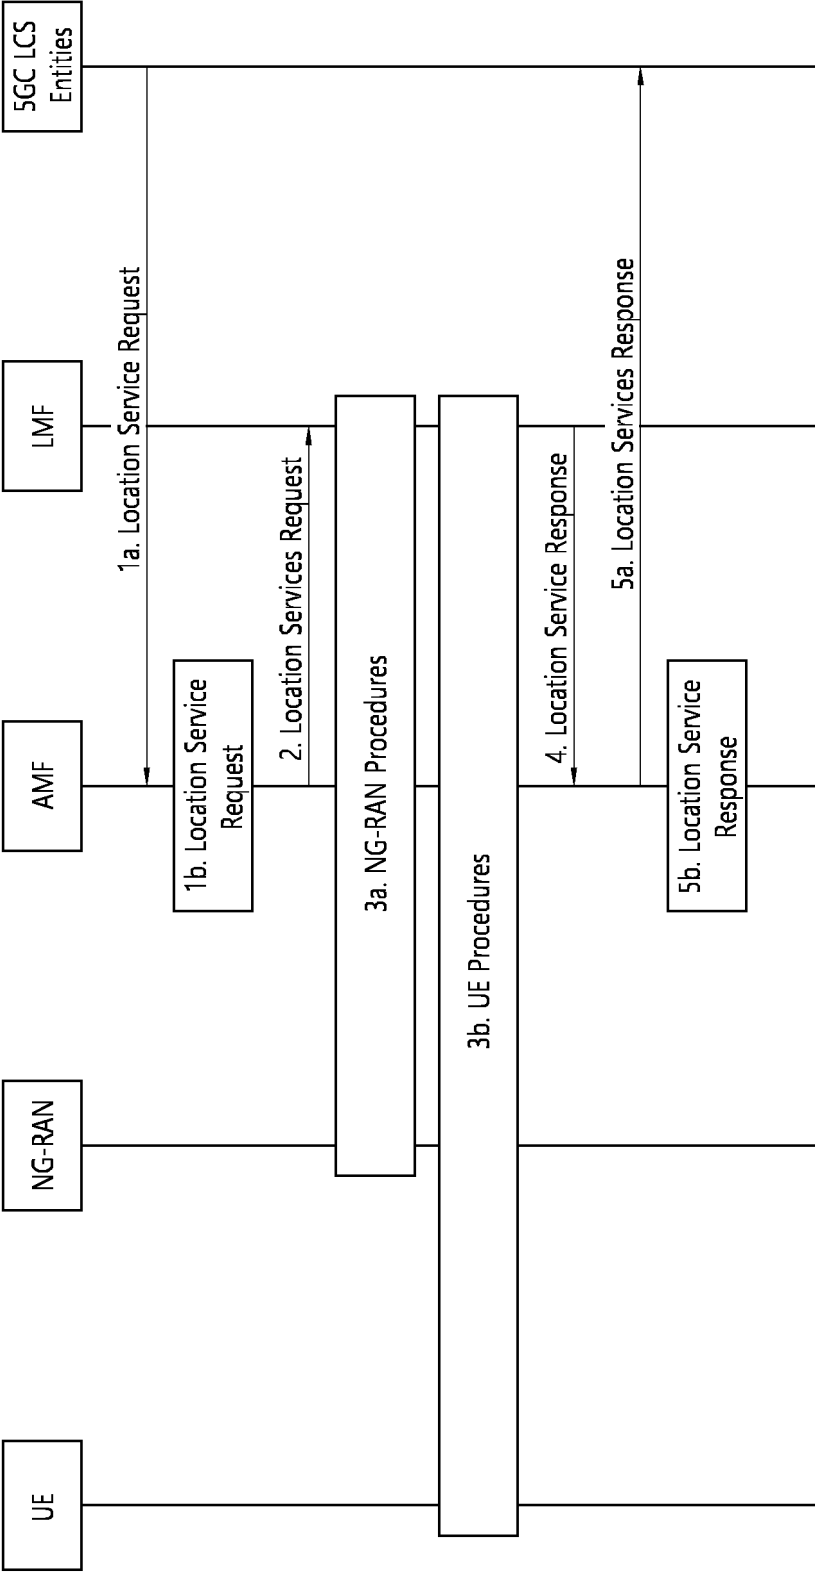 UE
NG-RAN
AMF
LMF
5GC LCS
Entities
1a. Location Service Request
1b. Location Service
Request
2. Location Services Request
3a. NG-RAN Procedures
3b. UE Procedures
4. Location Service Response
5a. Location Services Response
5b. Location Service
Response